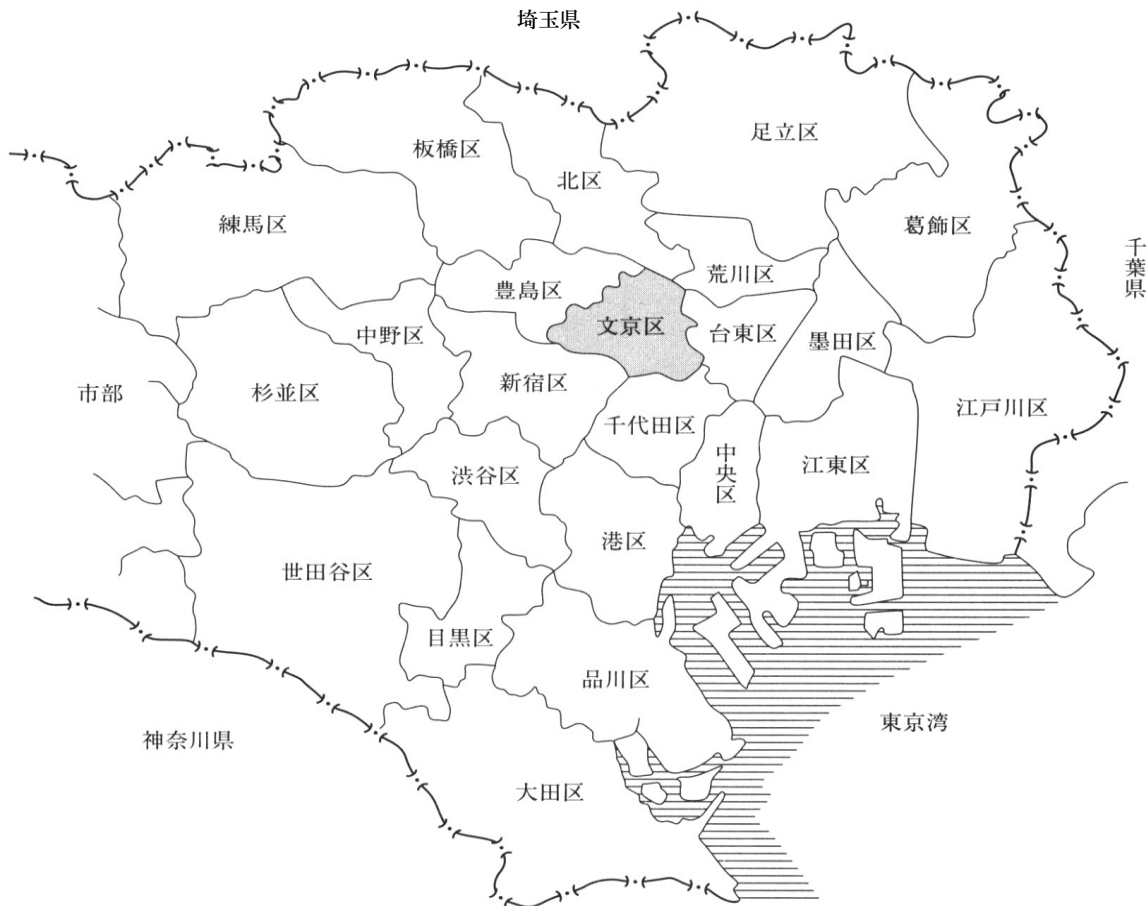 埼玉県
足立区
板橋区
北区
練馬区
葛飾区
千葉県
荒川区
豊島区
文京区
台東区
中野区
墨田区
新宿区
杉並区
市部
江戸川区
千代田区
中央区
江東区
渋谷区
港区
世田谷区
目黒区
品川区
東京湾
神奈川県
大田区